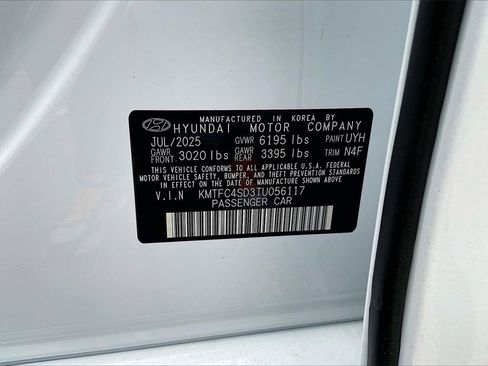 MANUFACTURED IN KOREA BY
HYUNDAI MOTOR COMPANY
JUL/2025 GVWR 6195 lbs PAINT UYH
GAWR FRONT 3020 lbs GAWR REAR 3395 lbs TRIM N4F
THIS VEHICLE CONFORMS TO ALL APPLICABLE U.S.A. FEDERAL
MOTOR VEHICLE SAFETY, BUMPER, AND THEFT PREVENTION
STANDARDS IN EFFECT ON THE DATE OF MANUFACTURE
SHOWN ABOVE.
V.I.N KMTFC4SD3TU056117
PASSENGER CAR